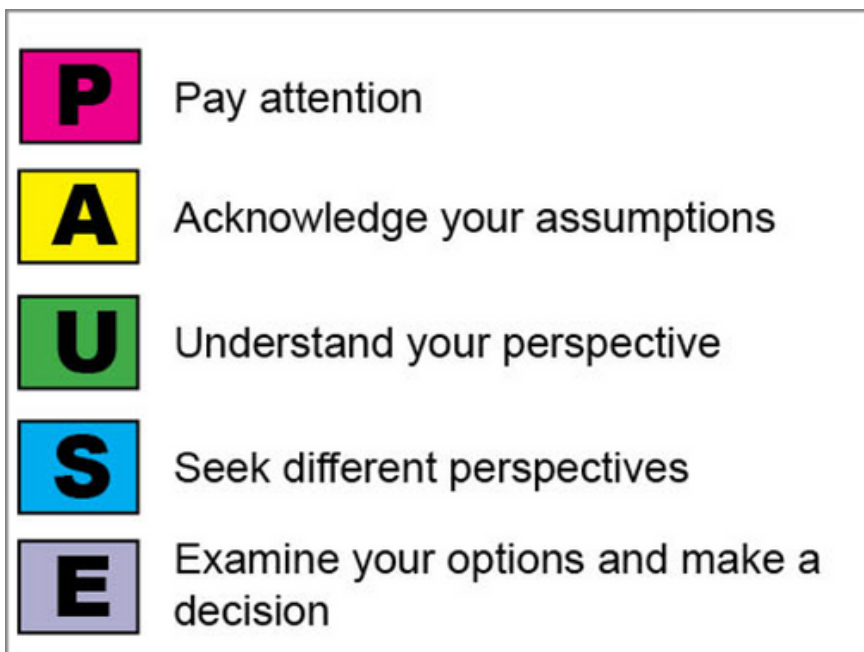 P Pay attention
A Acknowledge your assumptions
U Understand your perspective
S Seek different perspectives
E Examine your options and make a
decision